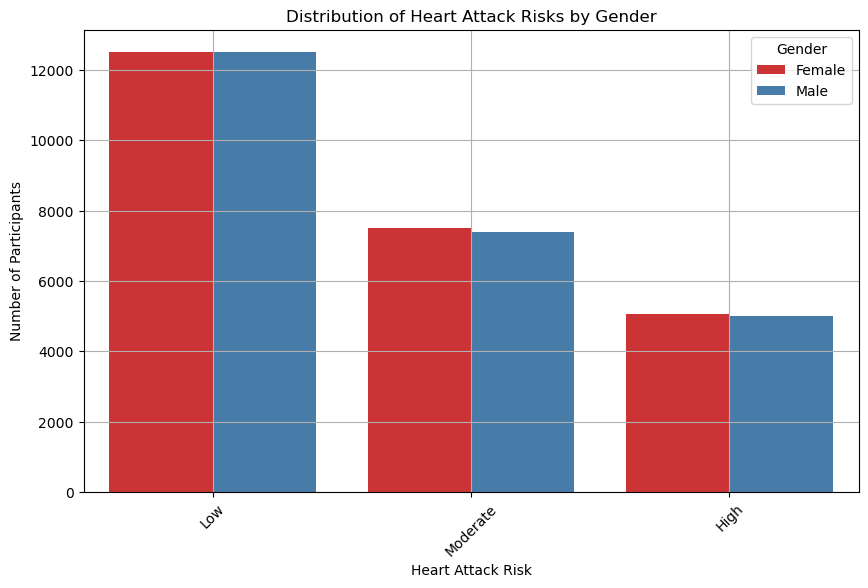 Distribution of Heart Attack Risks by Gender
Gender
Female
Male
12000
10000
8000
6000
4000
2000
0
Number of Participants
Low
Moderate
High
Heart Attack Risk